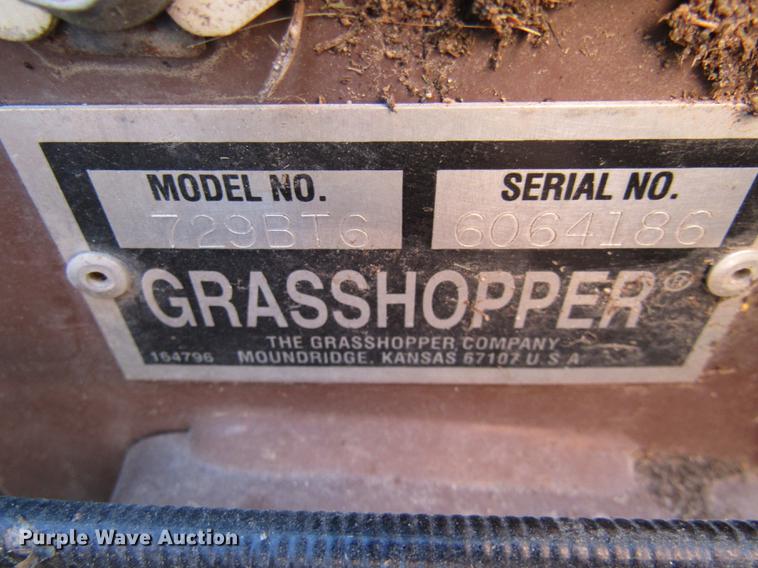 MODEL NO. SERIAL NO.
729BT6 6064186
GRASSHOPPER®
THE GRASSHOPPER COMPANY
164796 MOUNDRIDGE, KANSAS 67107 U.S.A.
Purple Wave Auction